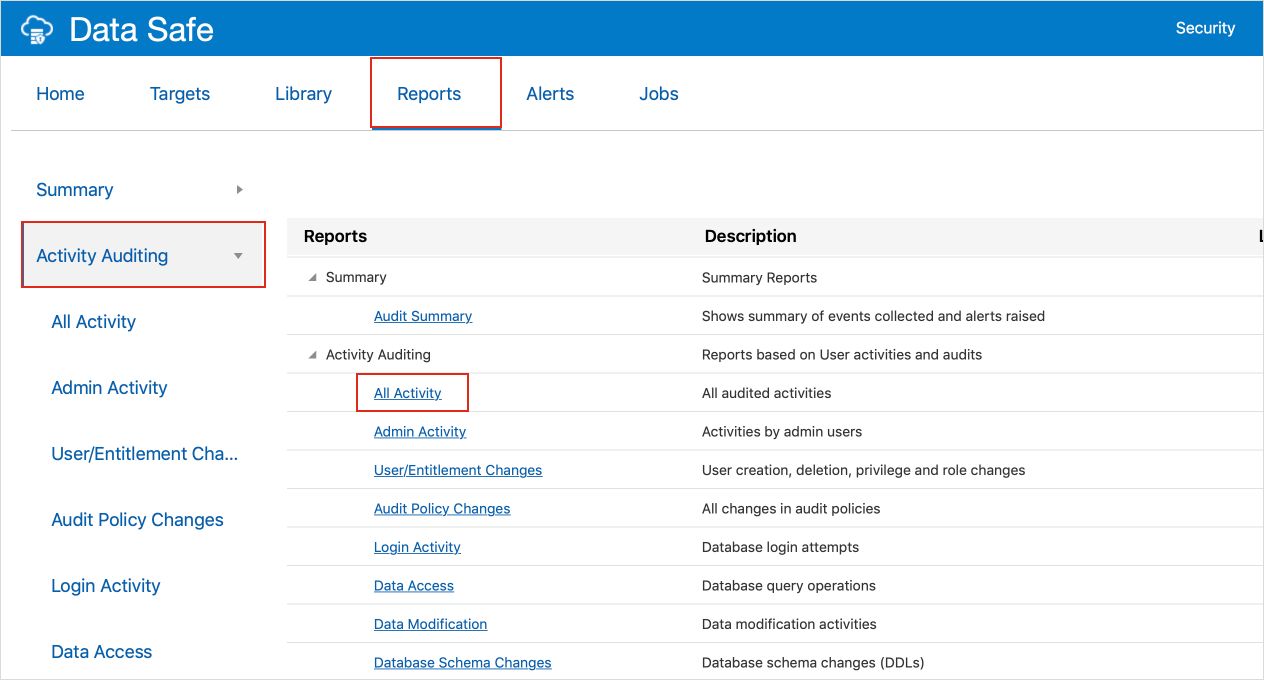 Data Safe
Security
Home Targets Library Reports Alerts Jobs
Summary
Activity Auditing
All Activity
Admin Activity
User/Entitlement Cha...
Audit Policy Changes
Login Activity
Data Access
Reports Description
Summary Summary Reports
Audit Summary Shows summary of events collected and alerts raised
Activity Auditing Reports based on User activities and audits
All Activity All audited activities
Admin Activity Activities by admin users
User/Entitlement Changes User creation, deletion, privilege and role changes
Audit Policy Changes All changes in audit policies
Login Activity Database login attempts
Data Access Database query operations
Data Modification Data modification activities
Database Schema Changes Database schema changes (DDLs)